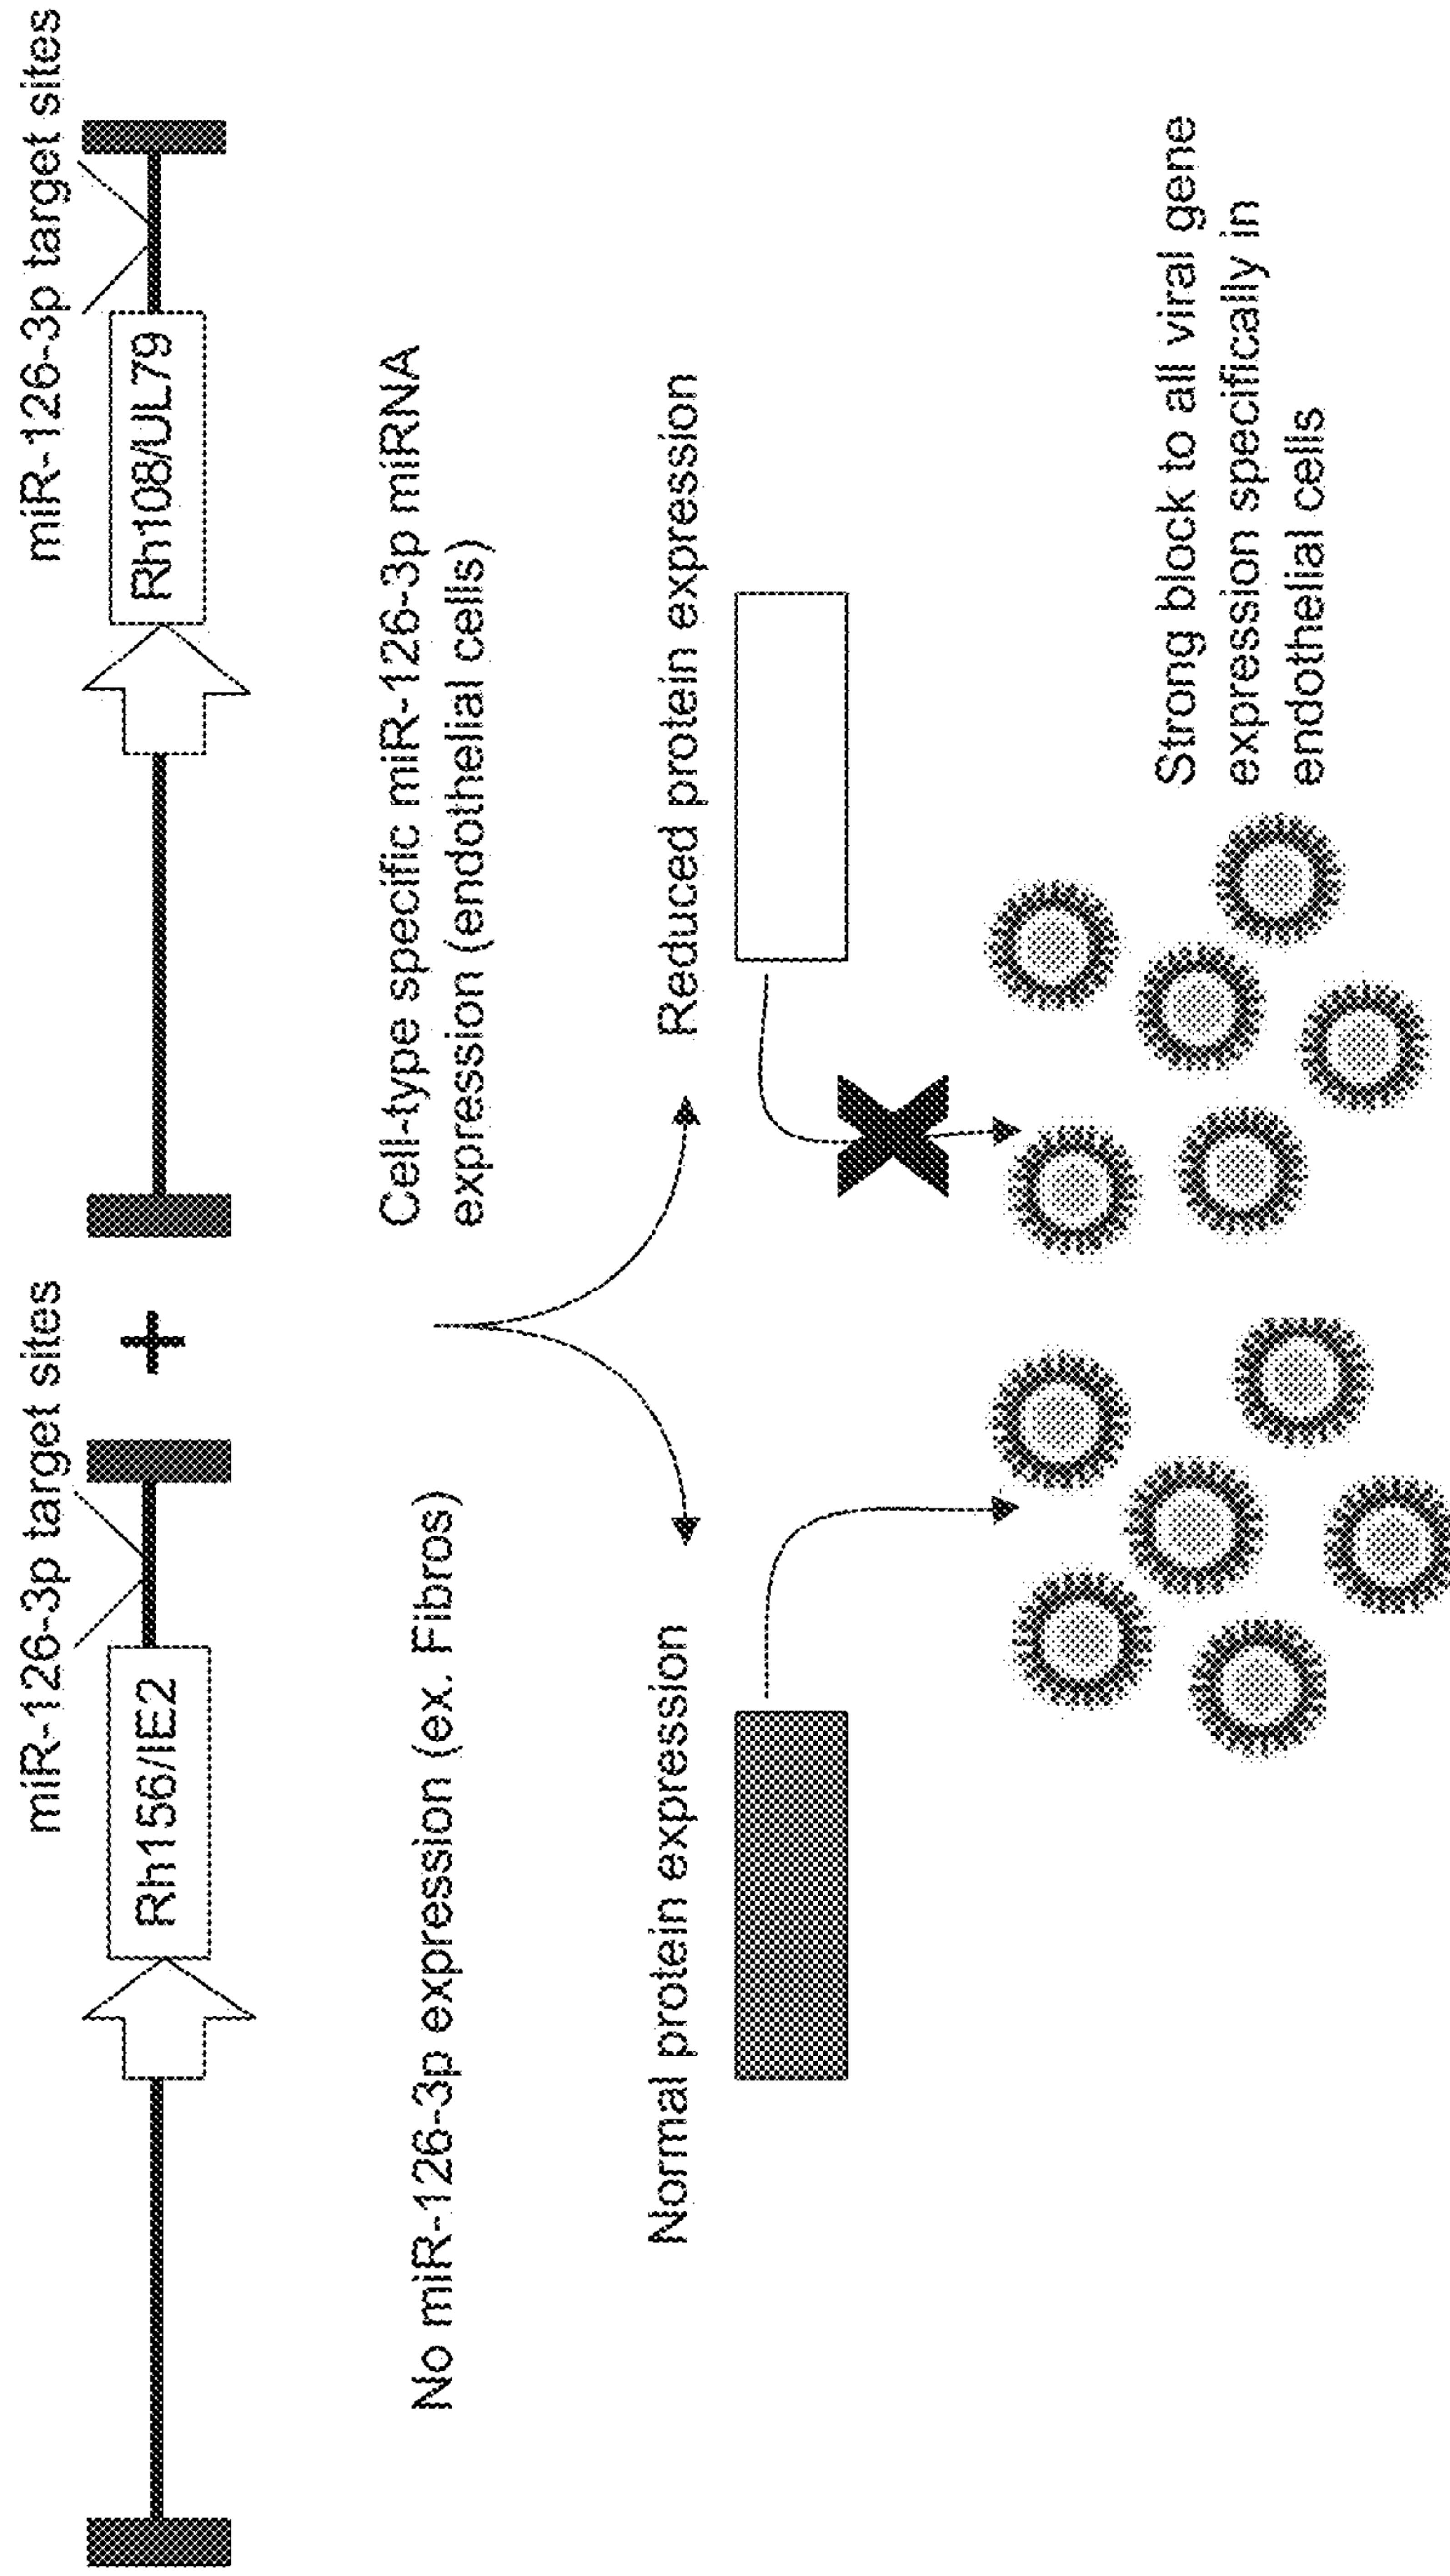 miR-126-3p target sites
miR-126-3p target sites
Rh156/IE2
+
Rh108/UL79
No miR-126-3p expression (ex. Fibros)
Cell-type specific miR-126-3p miRNA
expression (endothelial cells)
Normal protein expression
Reduced protein expression
Strong block to all viral gene
expression specifically in
endothelial cells